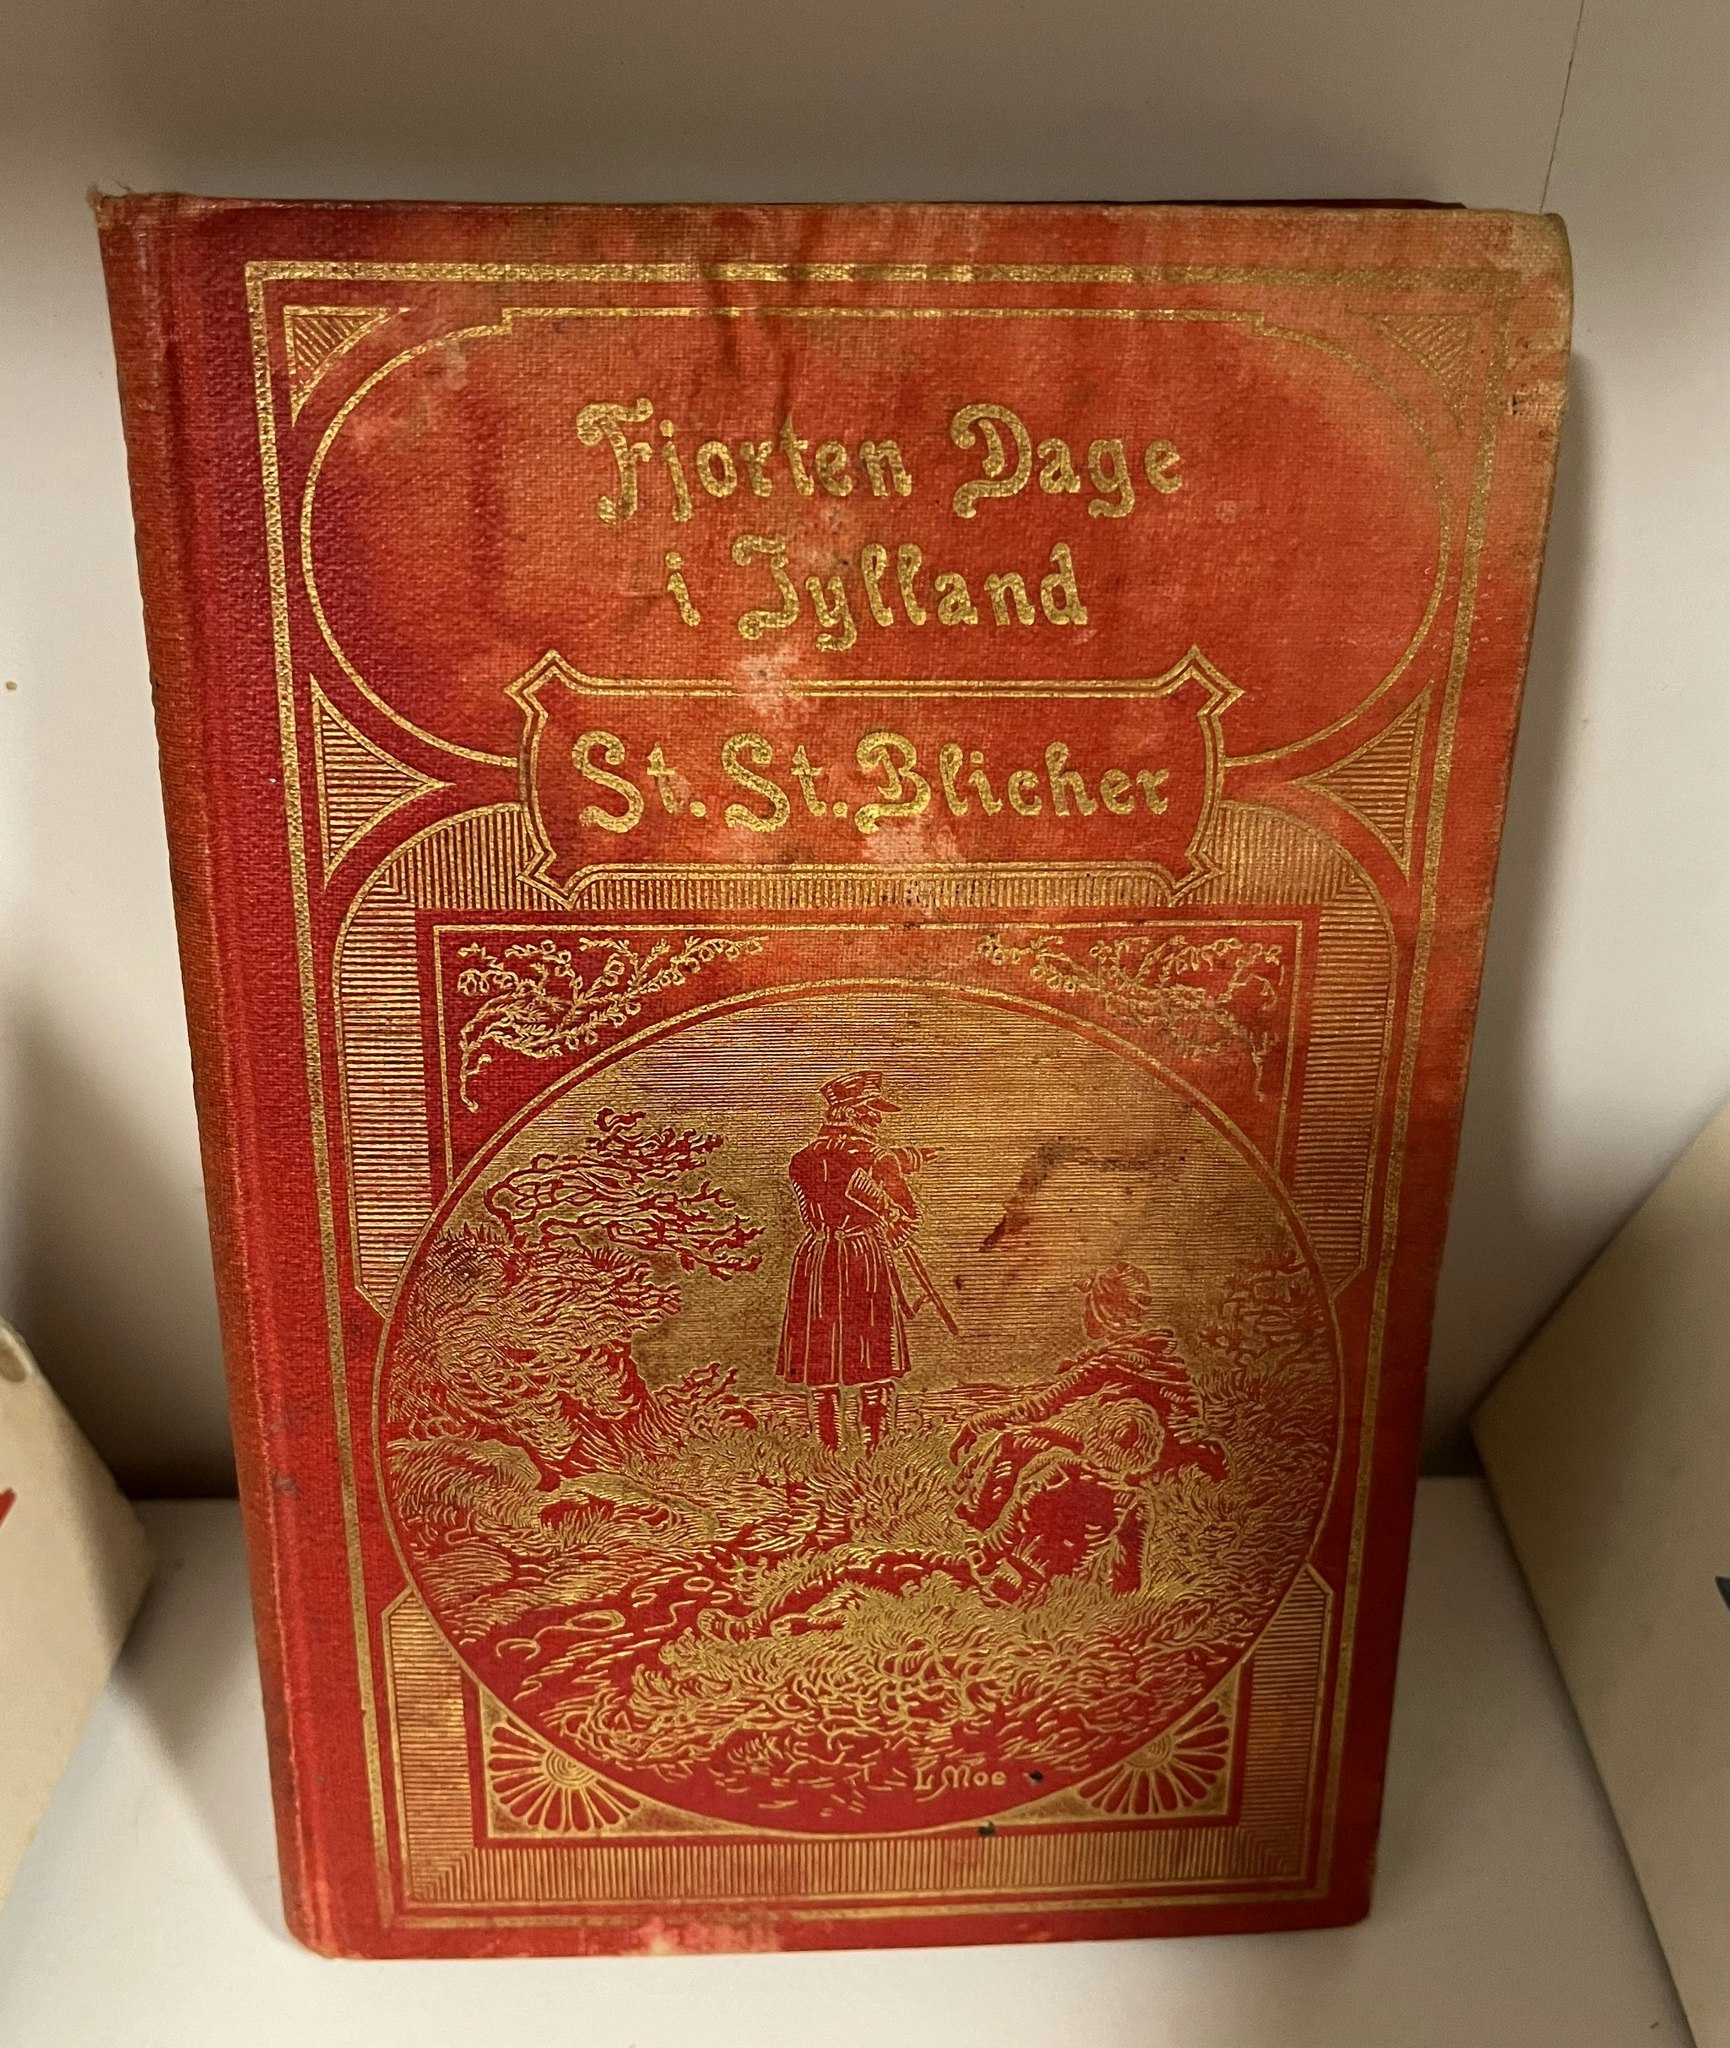 Fjorten Dage
i Jylland
St. St. Blicher
L Moe